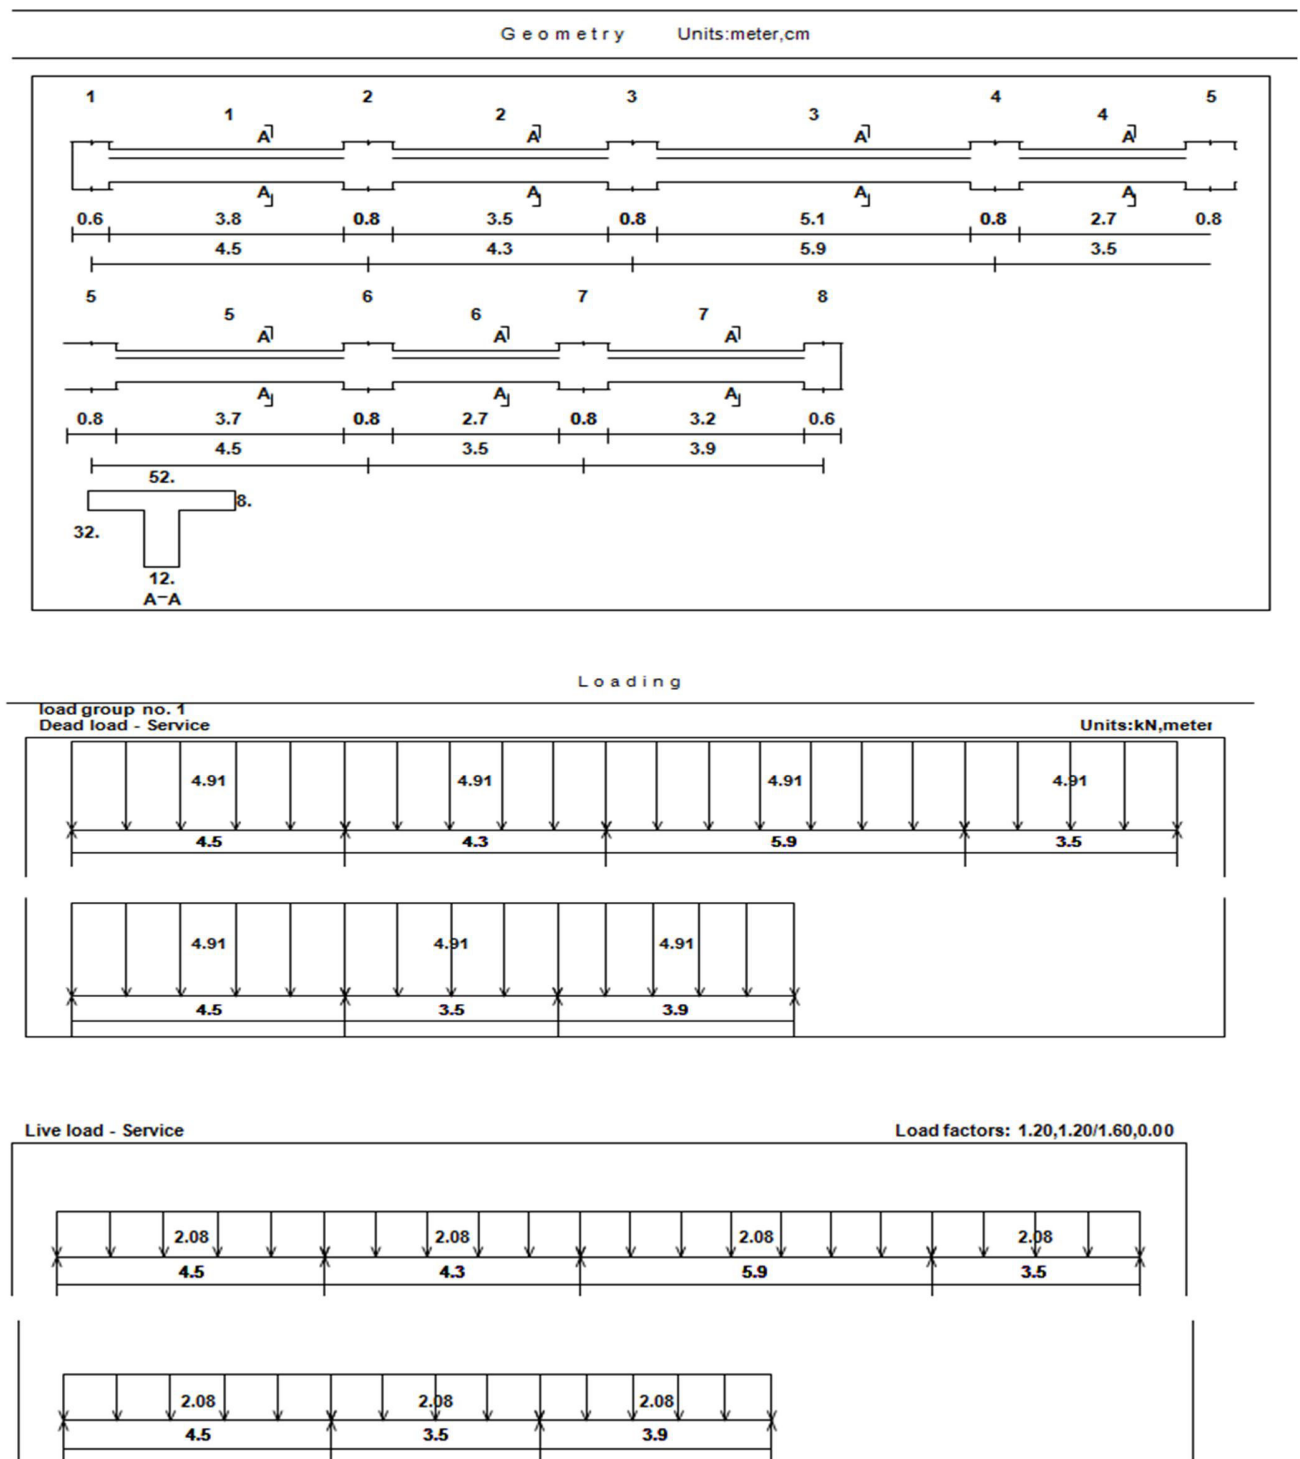 Geometry Units:meter,cm
1 2 3 4 5
1 2 3 4
A A A A
A A A A
0.6 3.8 0.8 3.5 0.8 5.1 0.8 2.7 0.8
4.5 4.3 5.9 3.5
5 6 7 8
5 6 7
A A A
A A A
0.8 3.7 0.8 2.7 0.8 3.2 0.6
4.5 3.5 3.9
52.
8.
32.
12.
A-A
Loading
load group no. 1
Dead load - Service Units:kN,meter
4.91 4.91 4.91 4.91
4.5 4.3 5.9 3.5
4.91 4.91 4.91
4.5 3.5 3.9
Live load - Service Load factors: 1.20,1.20/1.60,0.00
2.08 2.08 2.08 2.08
4.5 4.3 5.9 3.5
2.08 2.08 2.08
4.5 3.5 3.9